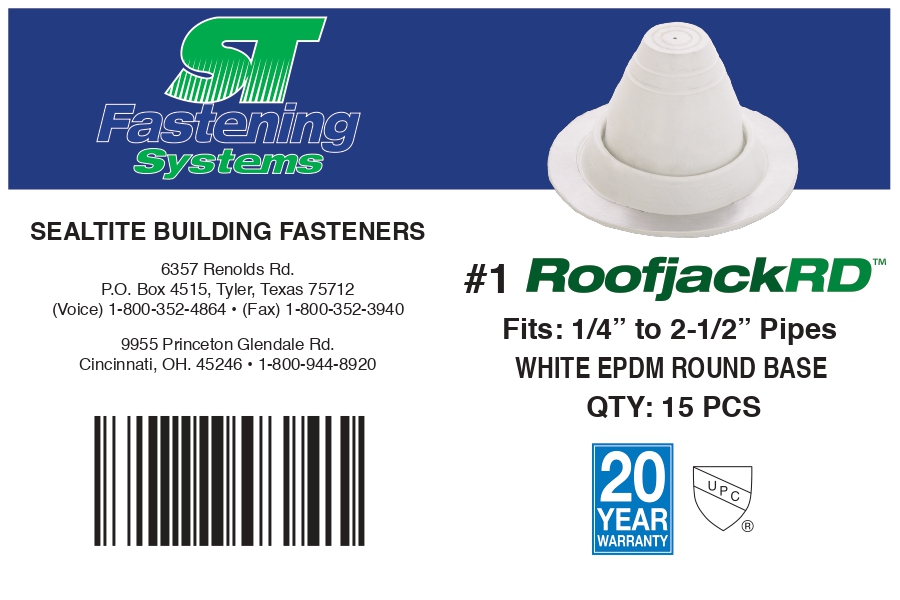 ST
Fastening
Systems
SEALTITE BUILDING FASTENERS
6357 Renolds Rd.
P.O. Box 4515, Tyler, Texas 75712
(Voice) 1-800-352-4864 • (Fax) 1-800-352-3940
9955 Princeton Glendale Rd.
Cincinnati, OH. 45246 • 1-800-944-8920
#1 RoofjackRD™
Fits: 1/4” to 2-1/2” Pipes
WHITE EPDM ROUND BASE
QTY: 15 PCS
20
YEAR
WARRANTY
UPC
®